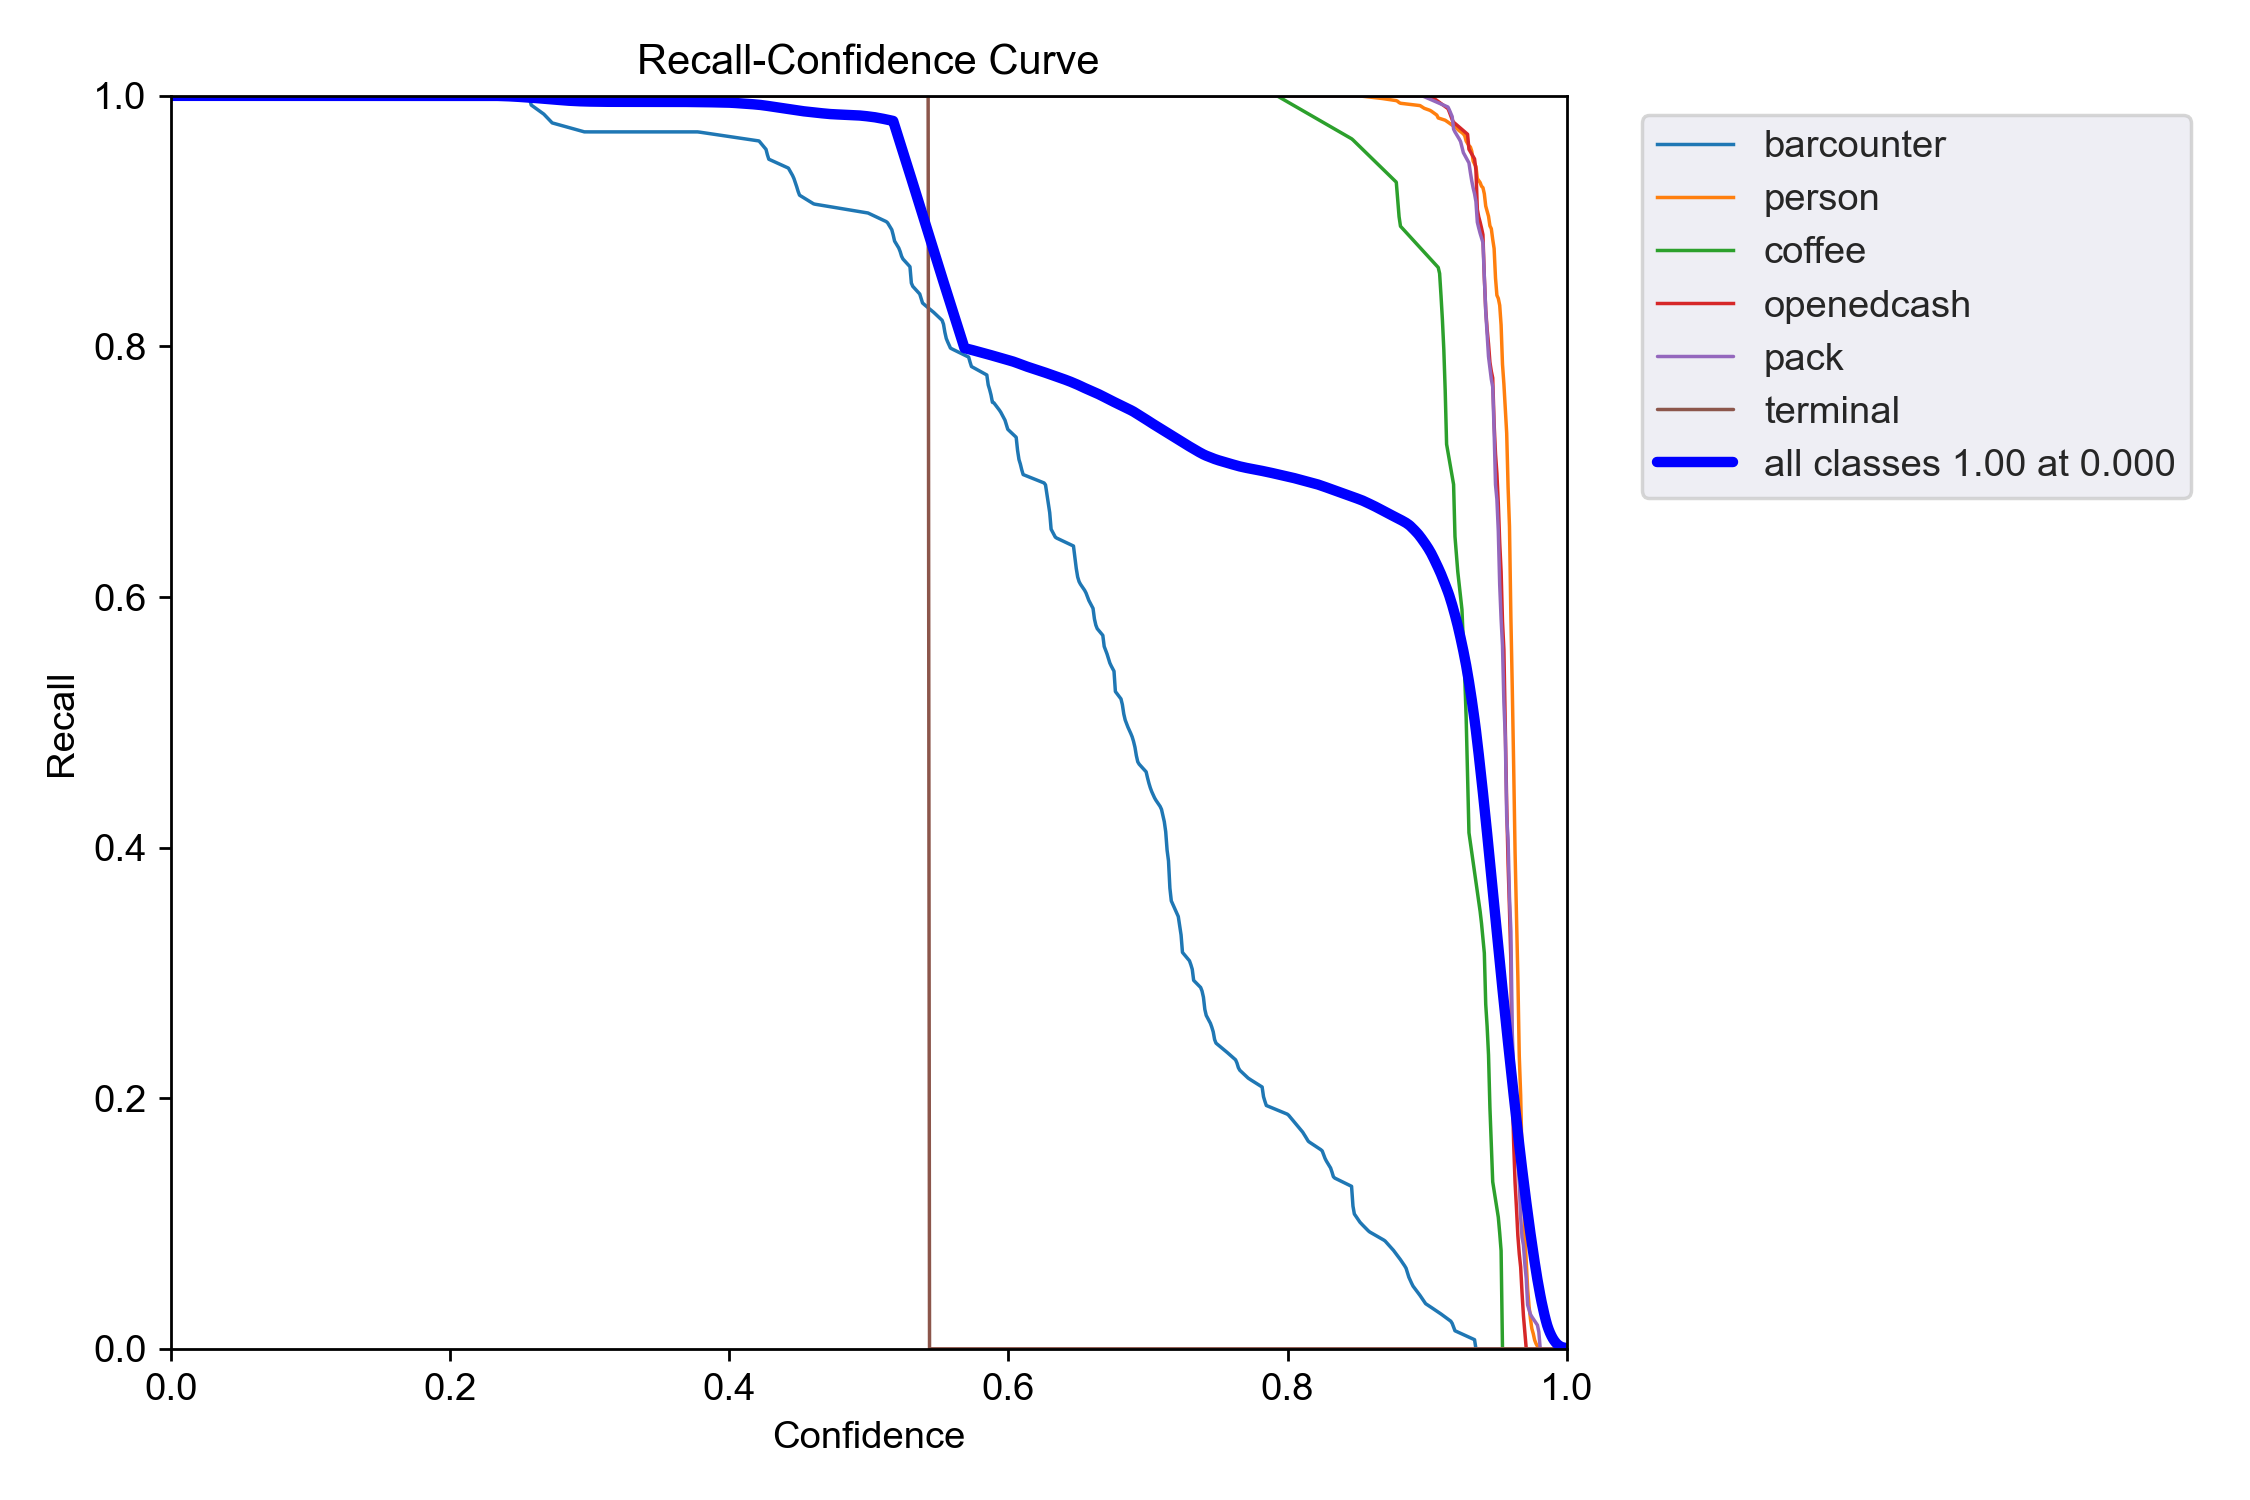 Recall-Confidence Curve
1.0
0.8
0.6
0.4
0.2
0.0
Recall
0.0 0.2 0.4 0.6 0.8 1.0
Confidence
barcounter
person
coffee
openedcash
pack
terminal
all classes 1.00 at 0.000